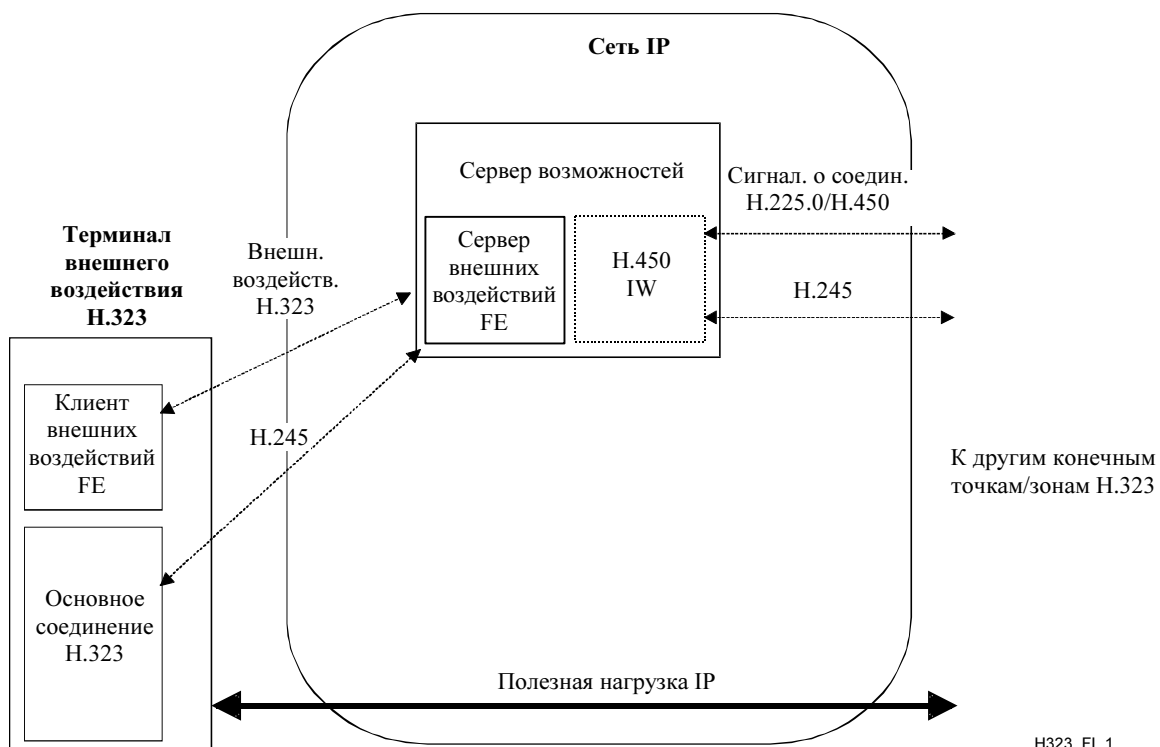 Сеть IP
Сервер возможностей
Сигнал. о соедин.
H.225.0/H.450
Терминал
внешнего
воздействия
H.323
Внешн.
воздейств.
H.323
Сервер
внешних
воздействий
FE
H.450
IW
H.245
Клиент
внешних
воздействий
FE
H.245
К другим конечным
точкам/зонам H.323
Основное
соединение
H.323
Полезная нагрузка IP
H323_FL.1